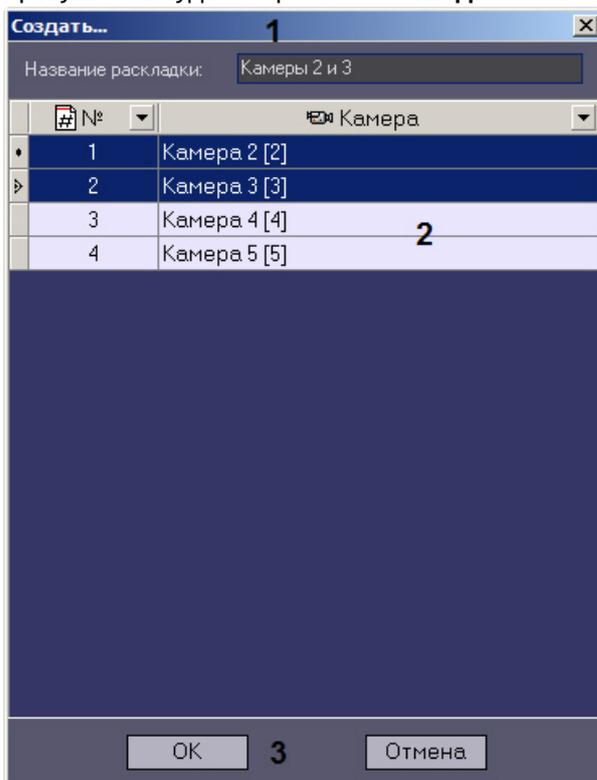 Создать... 1
Название раскладки: Камеры 2 и 3
№ Камера
1 Камера 2 [2]
2 Камера 3 [3]
3 Камера 4 [4]
2
4 Камера 5 [5]
OK 3 Отмена